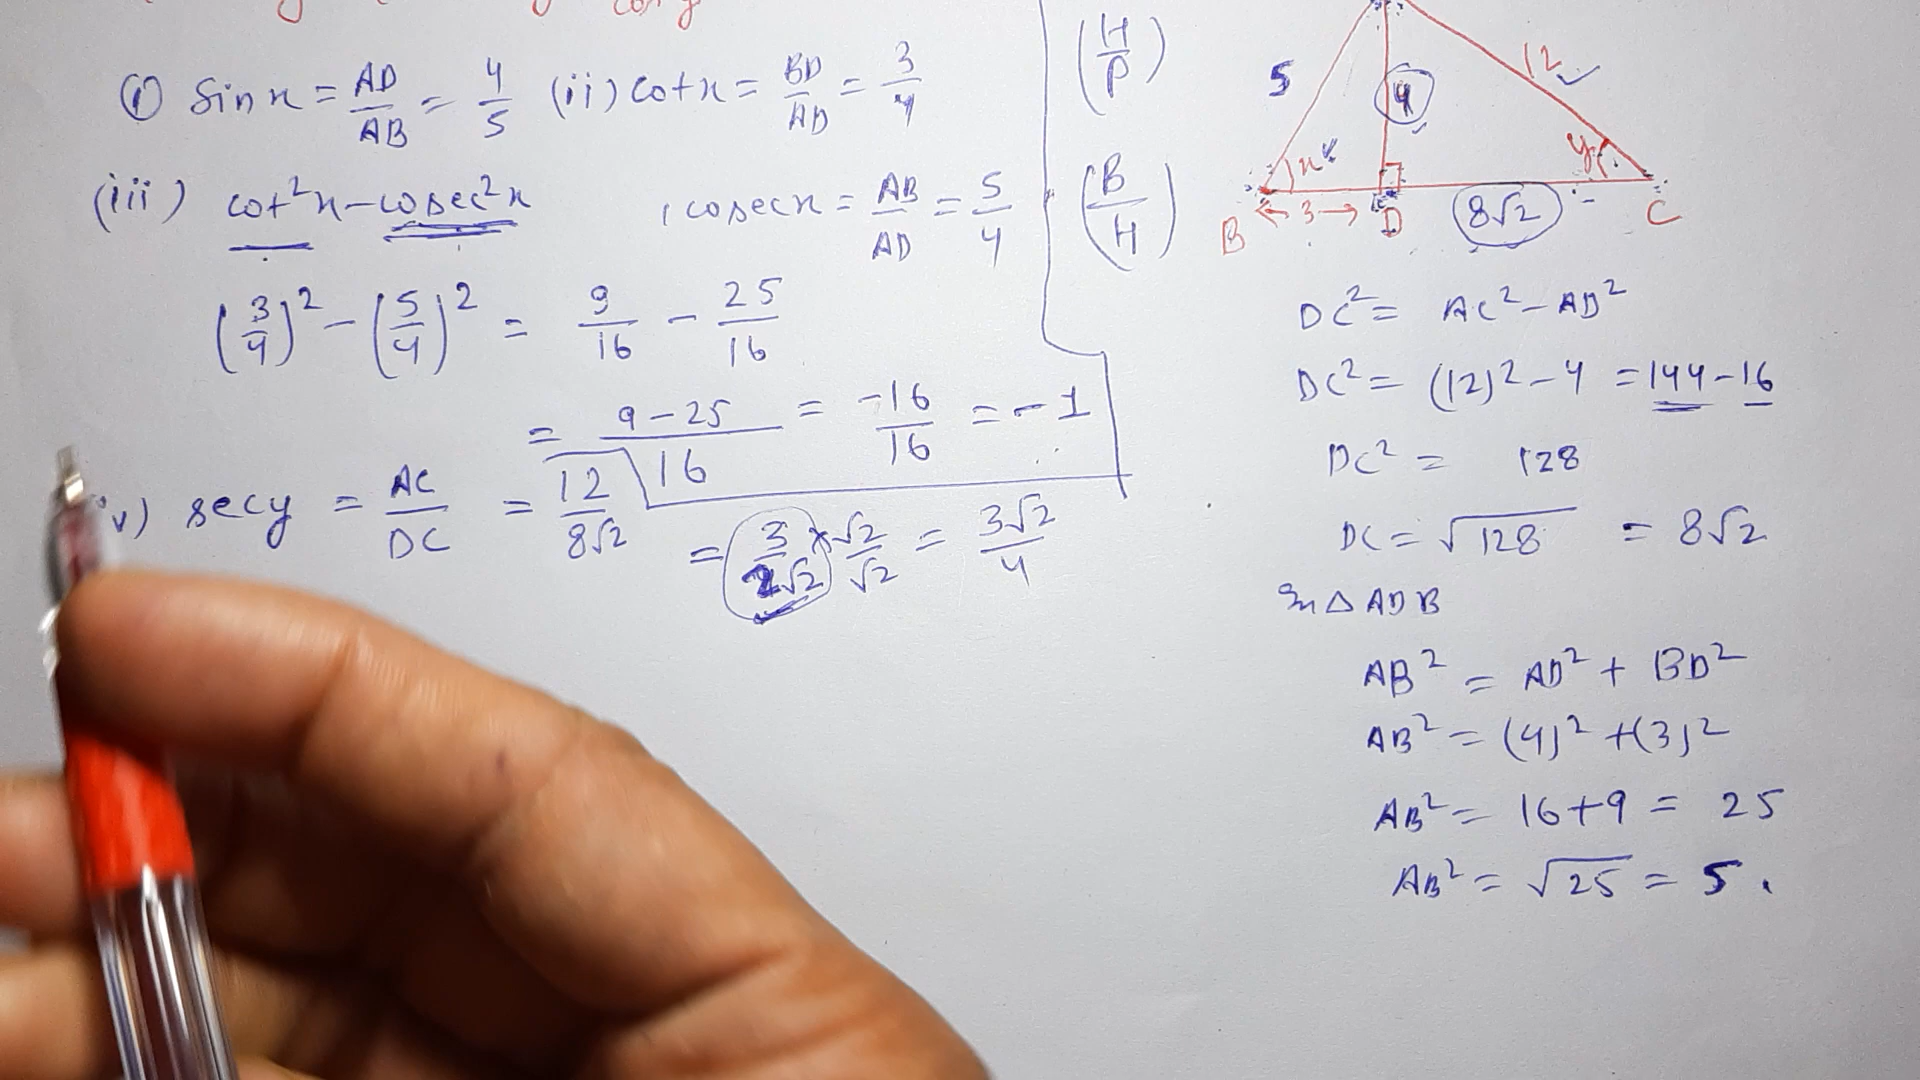 (i) Sin x = AD/AB = 4/5 (ii) cot x = BD/AD = 3/4
(iii) cot²x - cosec²x , cosec x = AB/AD = 5/4
(3/4)² - (5/4)² = 9/16 - 25/16
= 9-25/16 = -16/16 = -1
v) sec y = AC/DC = 12/8√2
= 3/2√2 × √2/√2 = 3√2/4
(H/P)
(B/H)
5
4
12
x
y
B
3
D
8√2
C
DC² = AC² - AD²
DC² = (12)² - 4 = 144 - 16
DC² = 128
DC = √128 = 8√2
In △ ADB
AB² = AD² + BD²
AB² = (4)² + (3)²
AB² = 16+9 = 25
AB² = √25 = 5.